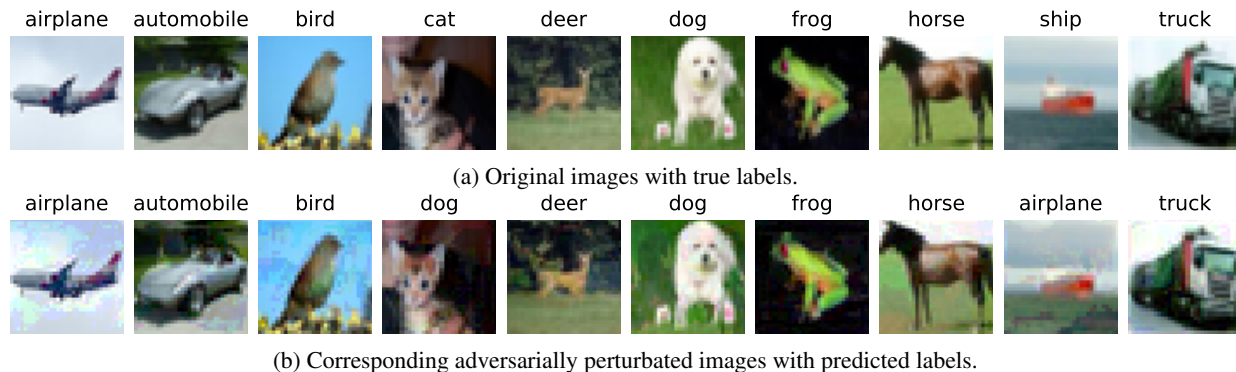 airplane automobile bird cat deer dog frog horse ship truck
(a) Original images with true labels.
airplane automobile bird dog deer dog frog horse airplane truck
(b) Corresponding adversarially perturbated images with predicted labels.